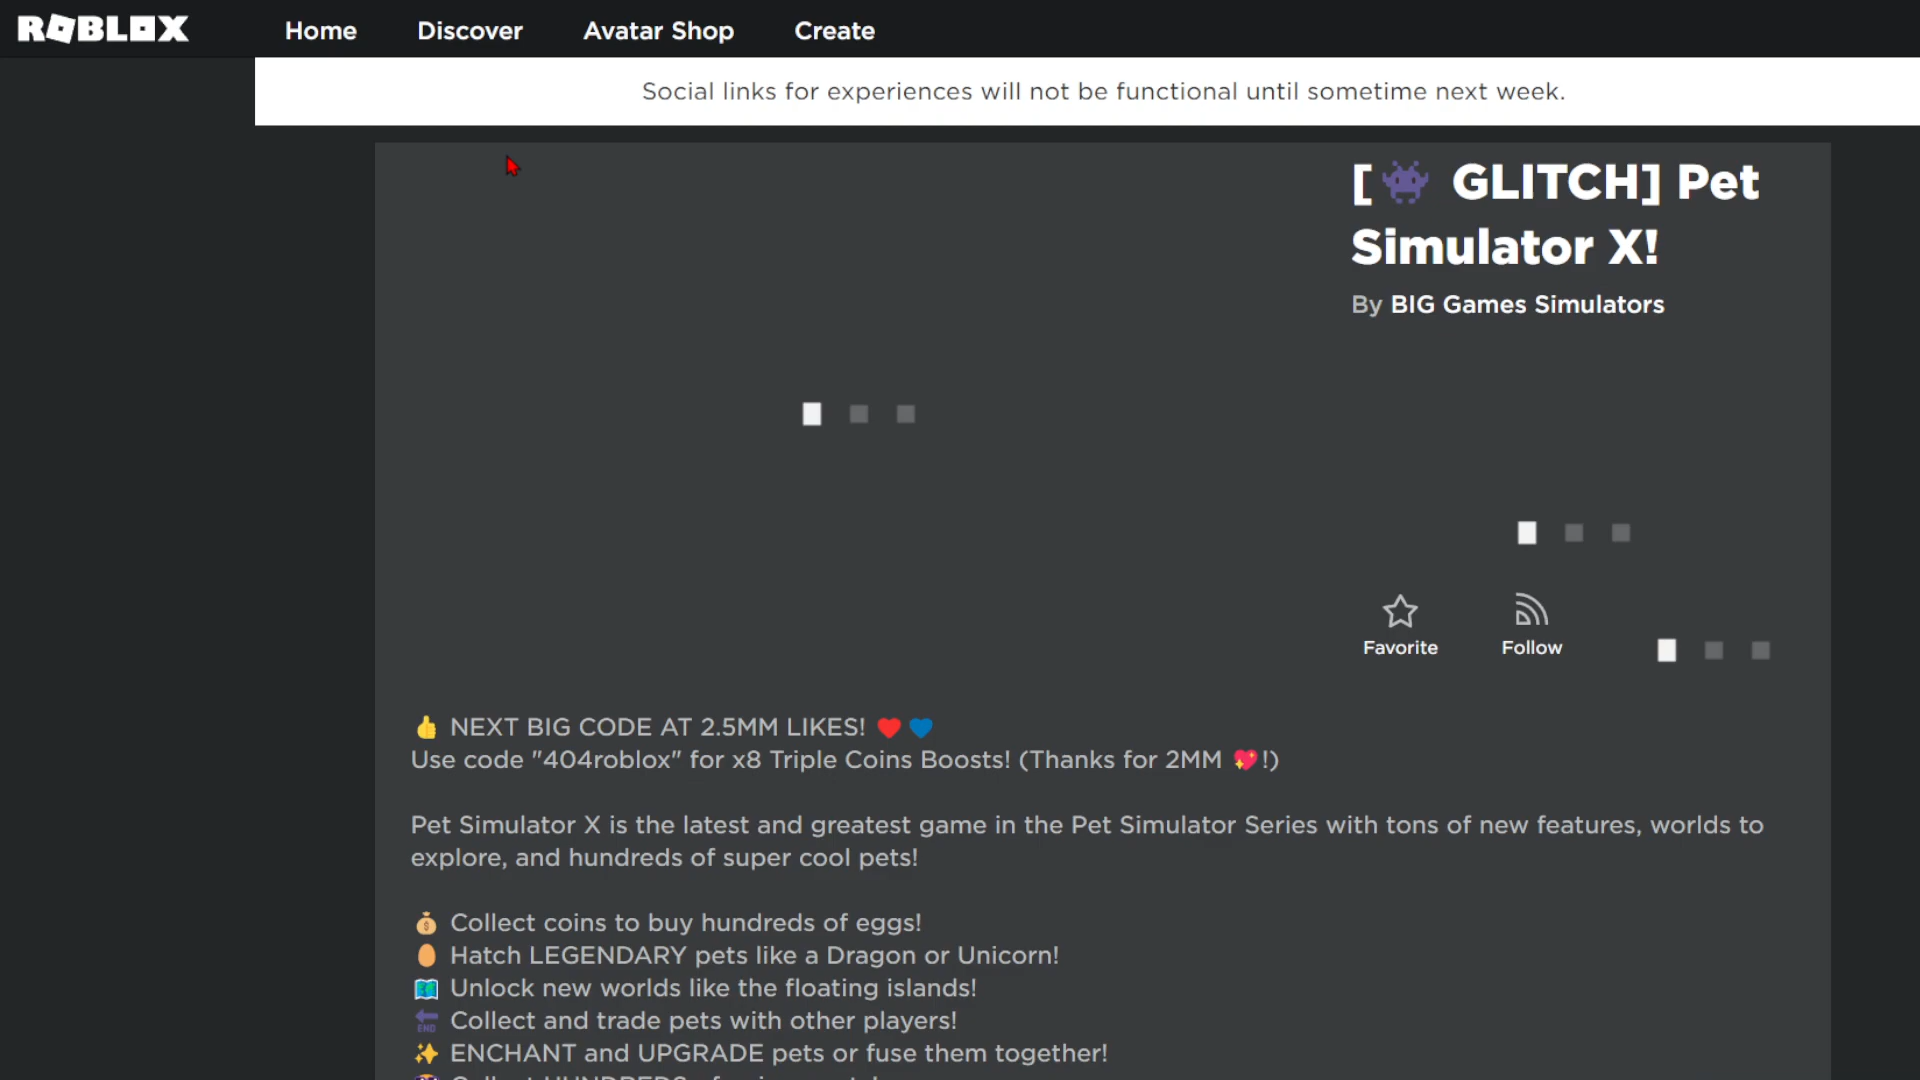 ROBLOX
Home Discover Avatar Shop Create
Social links for experiences will not be functional until sometime next week.
[👾 GLITCH] Pet
Simulator X!
By BIG Games Simulators
Favorite Follow
👍 NEXT BIG CODE AT 2.5MM LIKES! ❤️💙
Use code "404roblox" for x8 Triple Coins Boosts! (Thanks for 2MM 💖!)
Pet Simulator X is the latest and greatest game in the Pet Simulator Series with tons of new features, worlds to
explore, and hundreds of super cool pets!
💰 Collect coins to buy hundreds of eggs!
🥚 Hatch LEGENDARY pets like a Dragon or Unicorn!
🗺️ Unlock new worlds like the floating islands!
🔚 Collect and trade pets with other players!
✨ ENCHANT and UPGRADE pets or fuse them together!